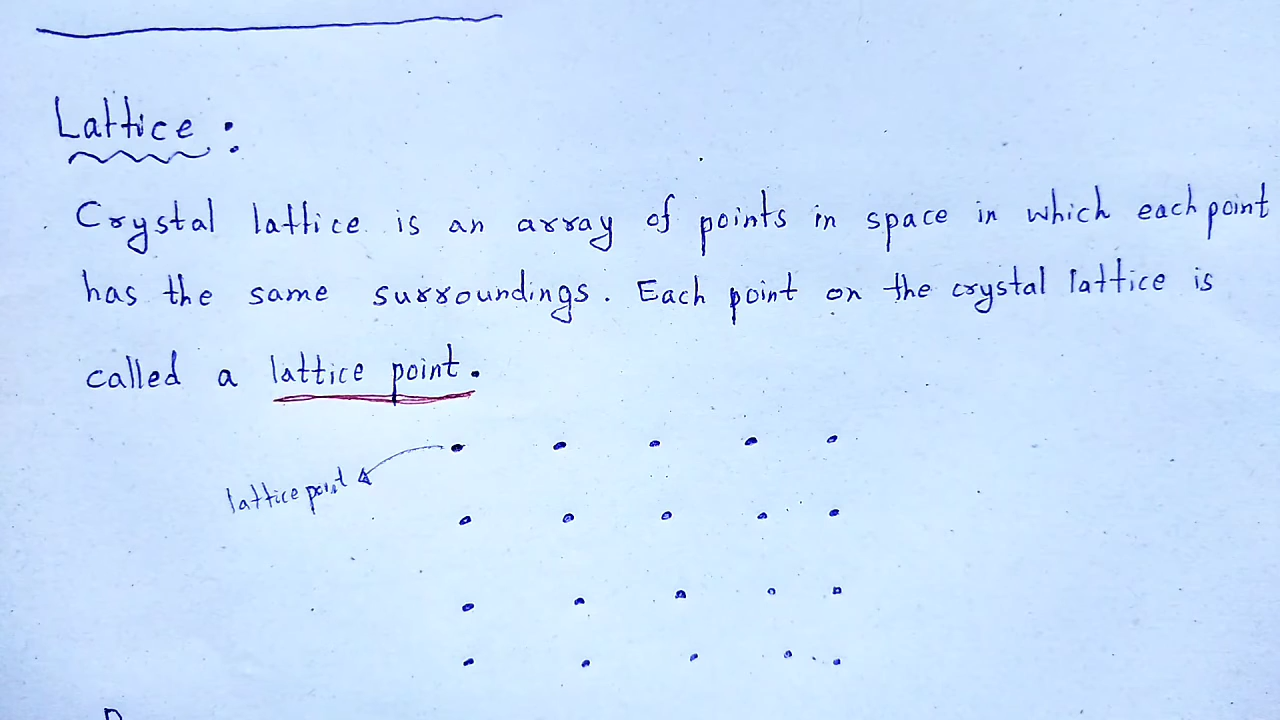 Lattice :
Crystal lattice is an array of points in space in which each point
has the same surroundings. Each point on the crystal lattice is
called a lattice point.
lattice point